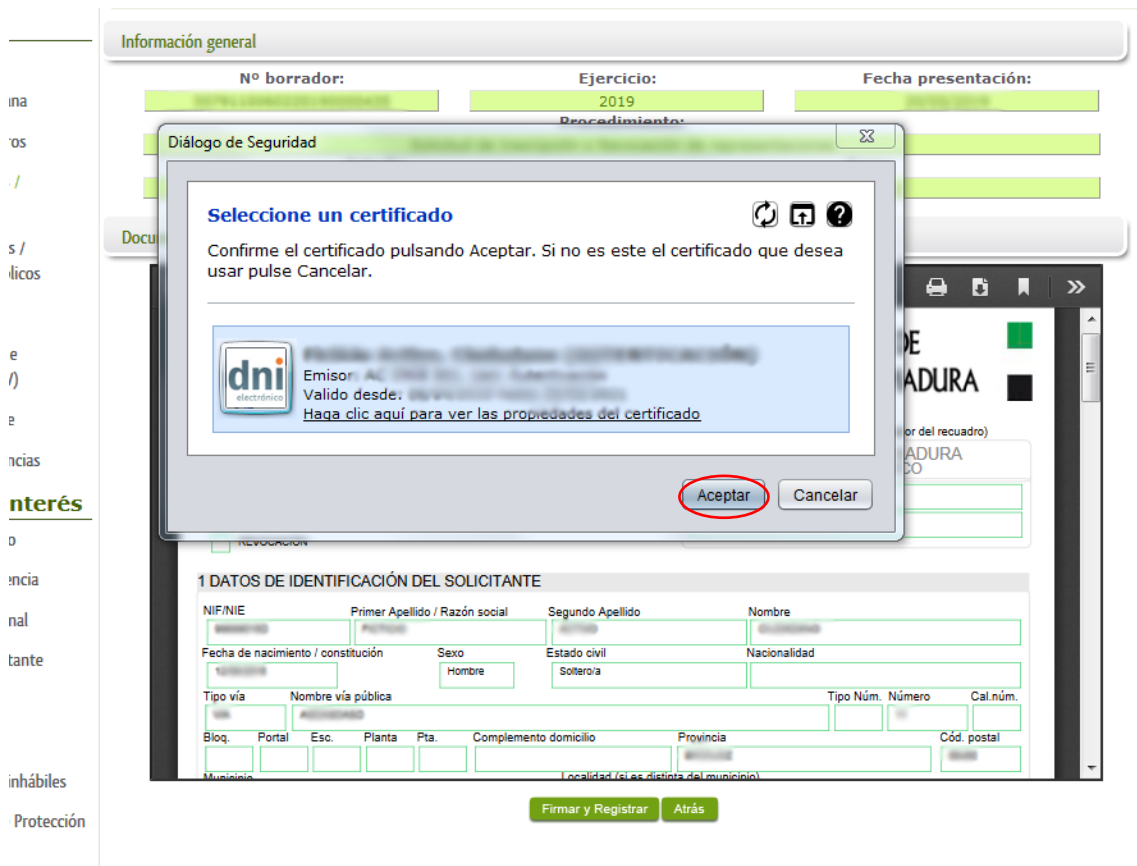 Información general
Nº borrador: Ejercicio: Fecha presentación:
2019
Procedimiento:
Diálogo de Seguridad
Seleccione un certificado
Confirme el certificado pulsando Aceptar. Si no es este el certificado que desea
usar pulse Cancelar.
dni
electrónico
Emisor:
Valido desde:
Haga clic aquí para ver las propiedades del certificado
Aceptar
Cancelar
Docu
DE
ADURA
or del recuadro)
ADURA
CO
REVOCACIÓN
1 DATOS DE IDENTIFICACIÓN DEL SOLICITANTE
NIF/NIE Primer Apellido / Razón social Segundo Apellido Nombre
Fecha de nacimiento / constitución Sexo Estado civil Nacionalidad
Hombre Soltero/a
Tipo vía Nombre vía pública Tipo Núm. Número Cal.núm.
Bloq. Portal Esc. Planta Pta. Complemento domicilio Provincia Cód. postal
Municipio Localidad (si es distinta del municipio)
Firmar y Registrar
Atrás
ana
ros
/
s /
licos
e
/)
e
ncias
nterés
o
encia
nal
tante
inhábiles
Protección